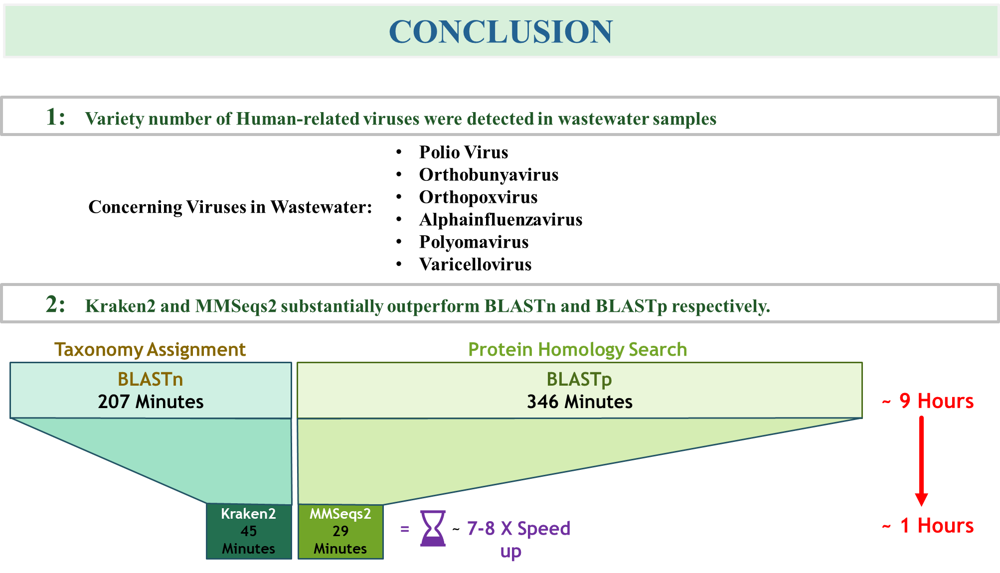 CONCLUSION
1: Variety number of Human-related viruses were detected in wastewater samples
Concerning Viruses in Wastewater:
• Polio Virus
• Orthobunyavirus
• Orthopoxvirus
• Alphainfluenzavirus
• Polyomavirus
• Varicellovirus
2: Kraken2 and MMSeqs2 substantially outperform BLASTn and BLASTp respectively.
Taxonomy Assignment
BLASTn
207 Minutes
Protein Homology Search
BLASTp
346 Minutes
~ 9 Hours
Kraken2
45
Minutes
MMSeqs2
29
Minutes
= ~ 7-8 X Speed
up
~ 1 Hours